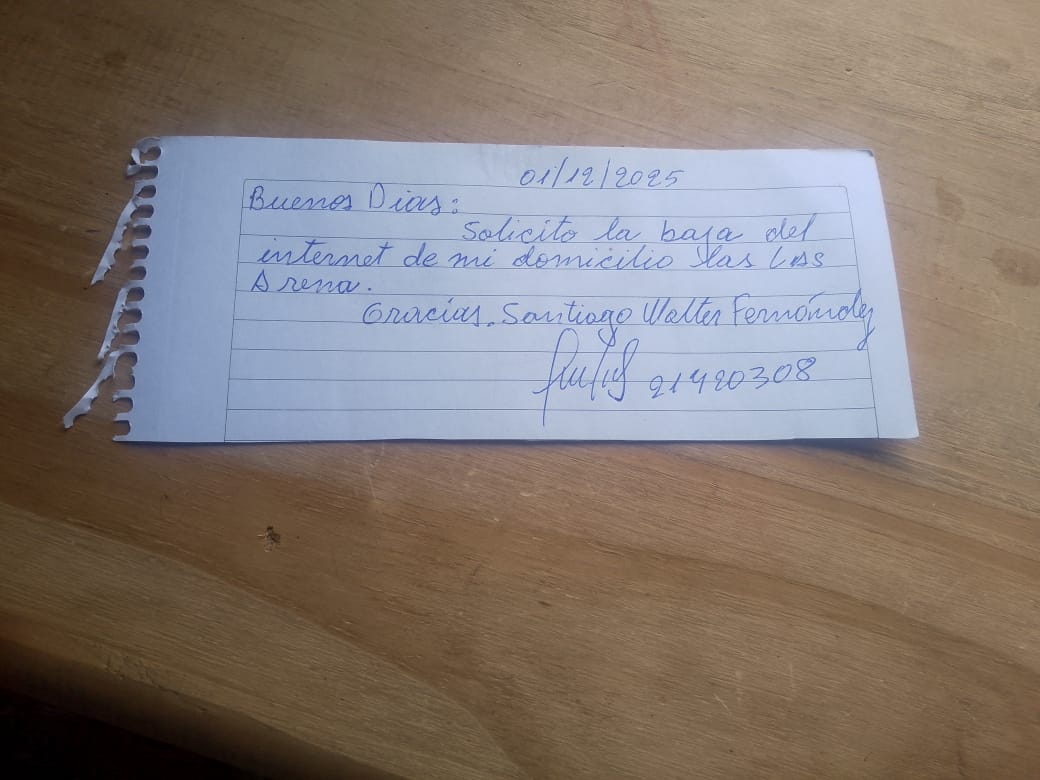 01/12/2025
Buenos Dias:
Solicito la baja del
internet de mi domicilio las LAS
Arena.
Gracias. Santiago Walter Fernández
21420308